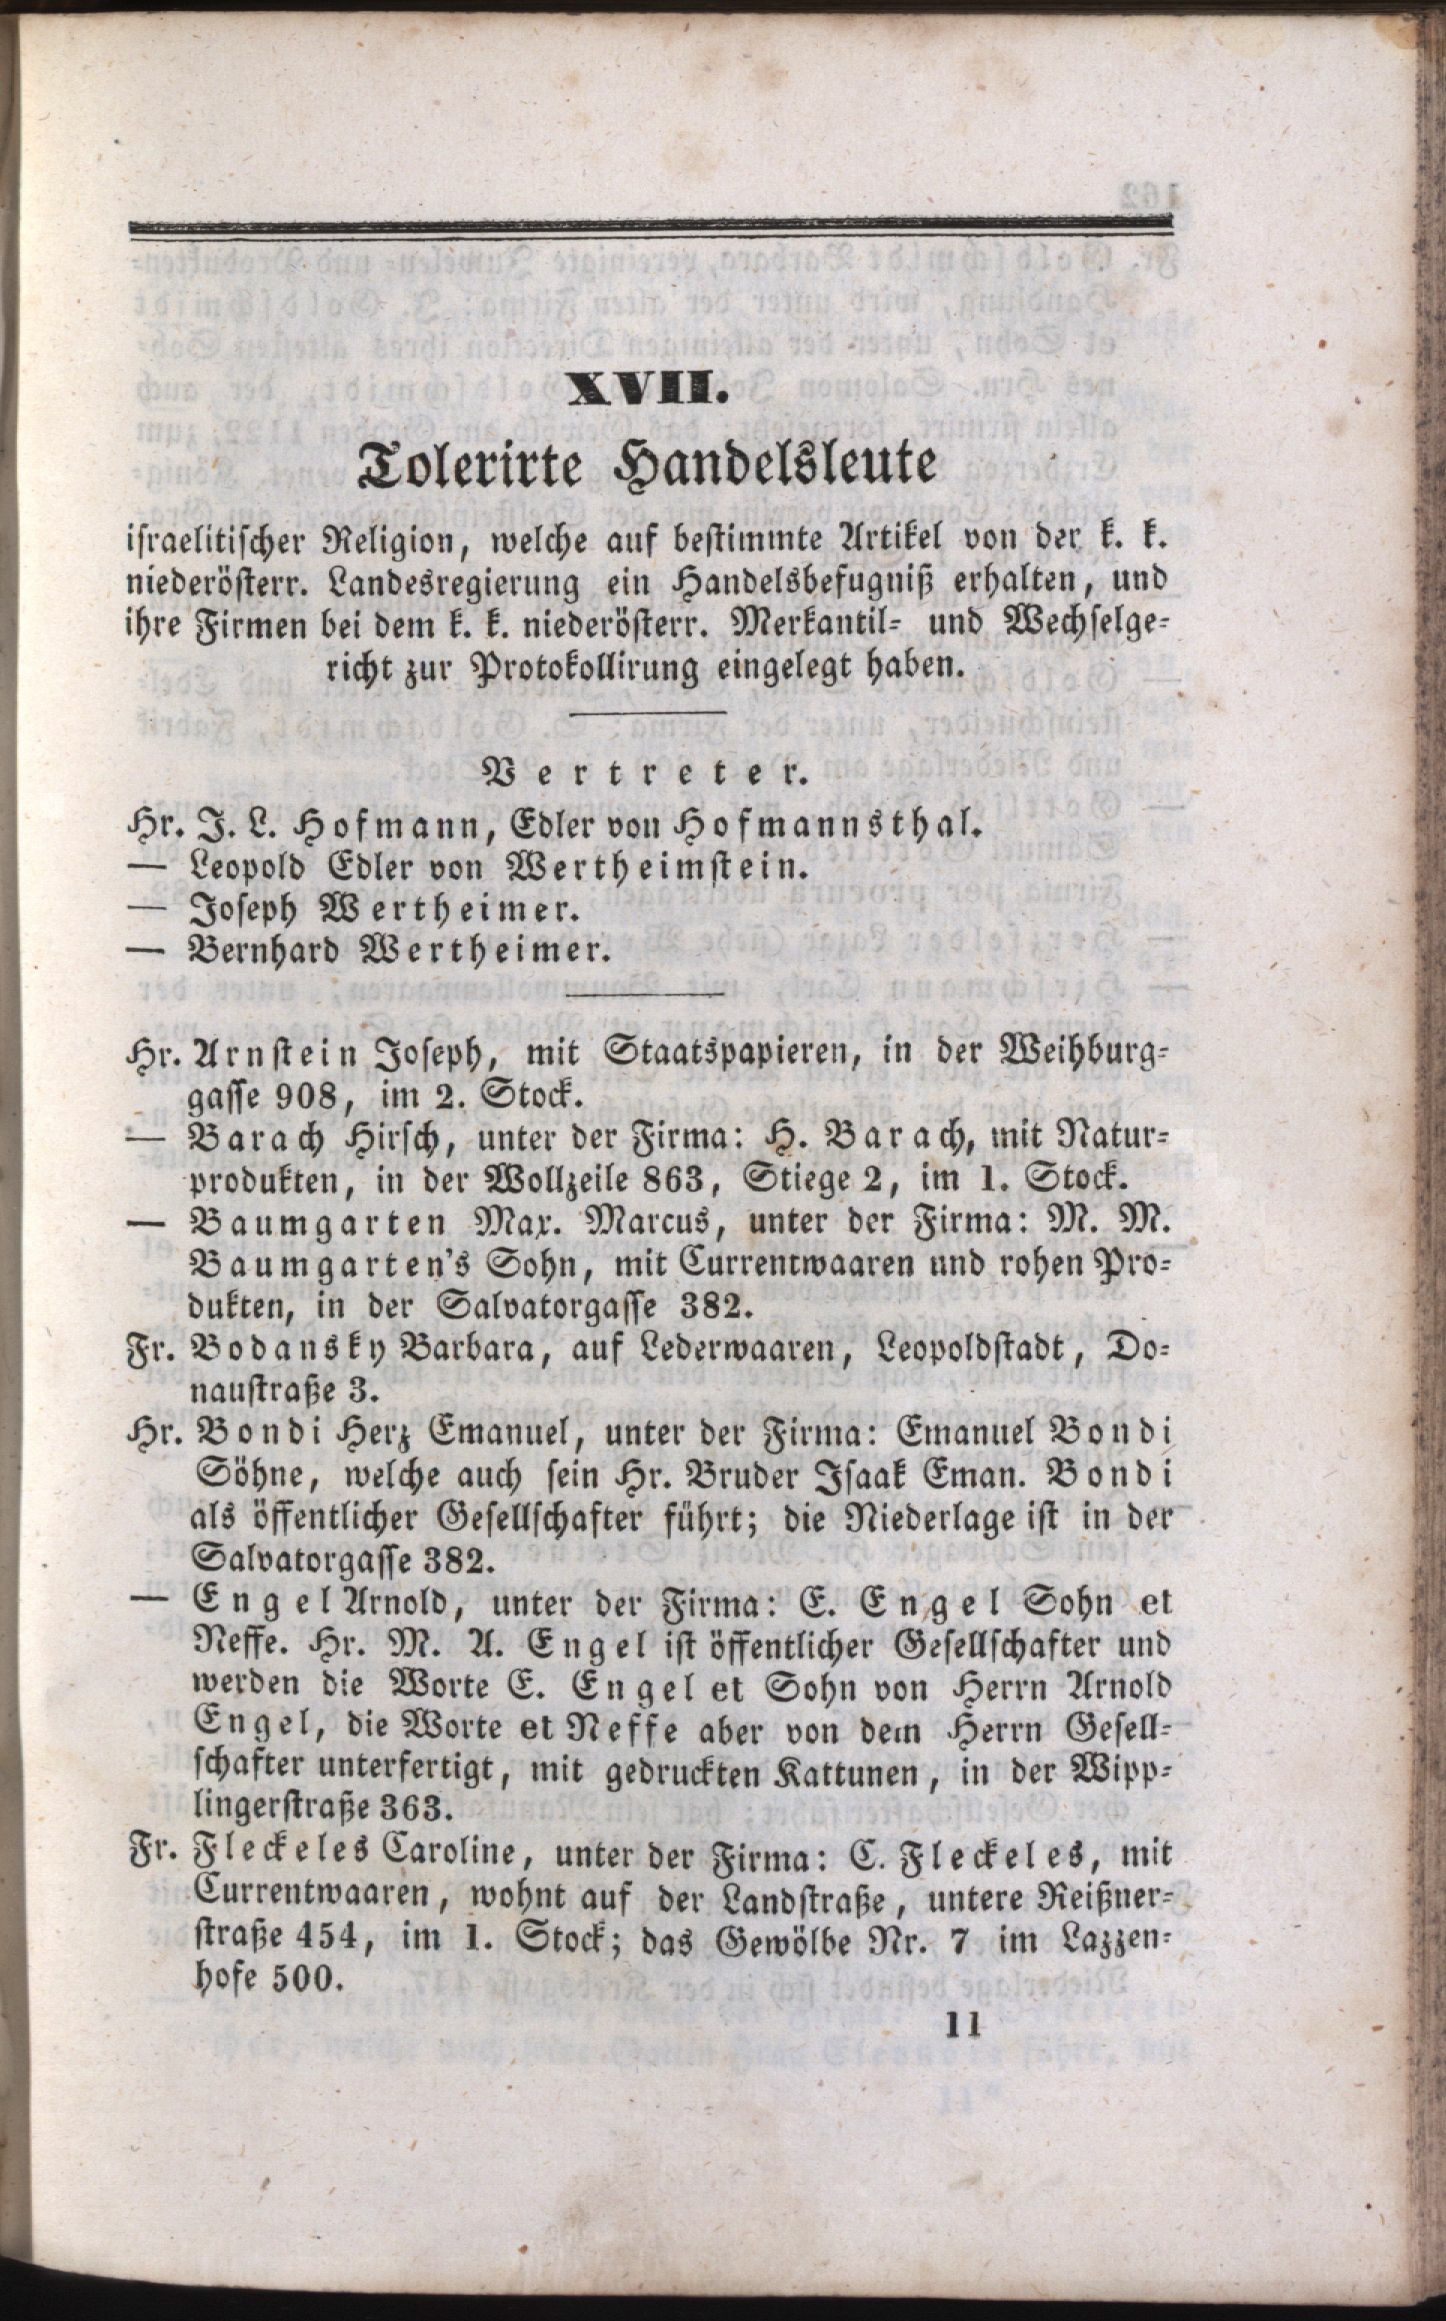 XVII.
Tolerirte Handelsleute
israelitischer Religion, welche auf bestimmte Artikel von der k. k.
niederösterr. Landesregierung ein Handelsbefugniß erhalten, und
ihre Firmen bei dem k. k. niederösterr. Merkantil- und Wechselge-
richt zur Protokollirung eingelegt haben.
Vertreter.
Hr. J. L. Hofmann, Edler von Hofmannsthal.
— Leopold Edler von Wertheimstein.
— Joseph Wertheimer.
— Bernhard Wertheimer.
Hr. Arnstein Joseph, mit Staatspapieren, in der Weihburg-
gasse 908, im 2. Stock.
— Barach Hirsch, unter der Firma: H. Barach, mit Natur-
produkten, in der Wollzeile 863, Stiege 2, im 1. Stock.
— Baumgarten Max. Marcus, unter der Firma: M. M.
Baumgarten's Sohn, mit Currentwaaren und rohen Pro-
dukten, in der Salvatorgasse 382.
Fr. Bodansky Barbara, auf Lederwaaren, Leopoldstadt, Do-
naustraße 3.
Hr. Bondi Herz Emanuel, unter der Firma: Emanuel Bondi
Söhne, welche auch sein Hr. Bruder Isaak Eman. Bondi
als öffentlicher Gesellschafter führt; die Niederlage ist in der
Salvatorgasse 382.
— Engel Arnold, unter der Firma: E. Engel Sohn et
Neffe. Hr. M. A. Engel ist öffentlicher Gesellschafter und
werden die Worte E. Engel et Sohn von Herrn Arnold
Engel, die Worte et Neffe aber von dem Herrn Gesell-
schafter unterfertigt, mit gedruckten Kattunen, in der Wipp-
lingerstraße 363.
Fr. Fleckeles Caroline, unter der Firma: C. Fleckeles, mit
Currentwaaren, wohnt auf der Landstraße, untere Reißner-
straße 454, im 1. Stock; das Gewölbe Nr. 7 im Lazzen-
hofe 500.
11